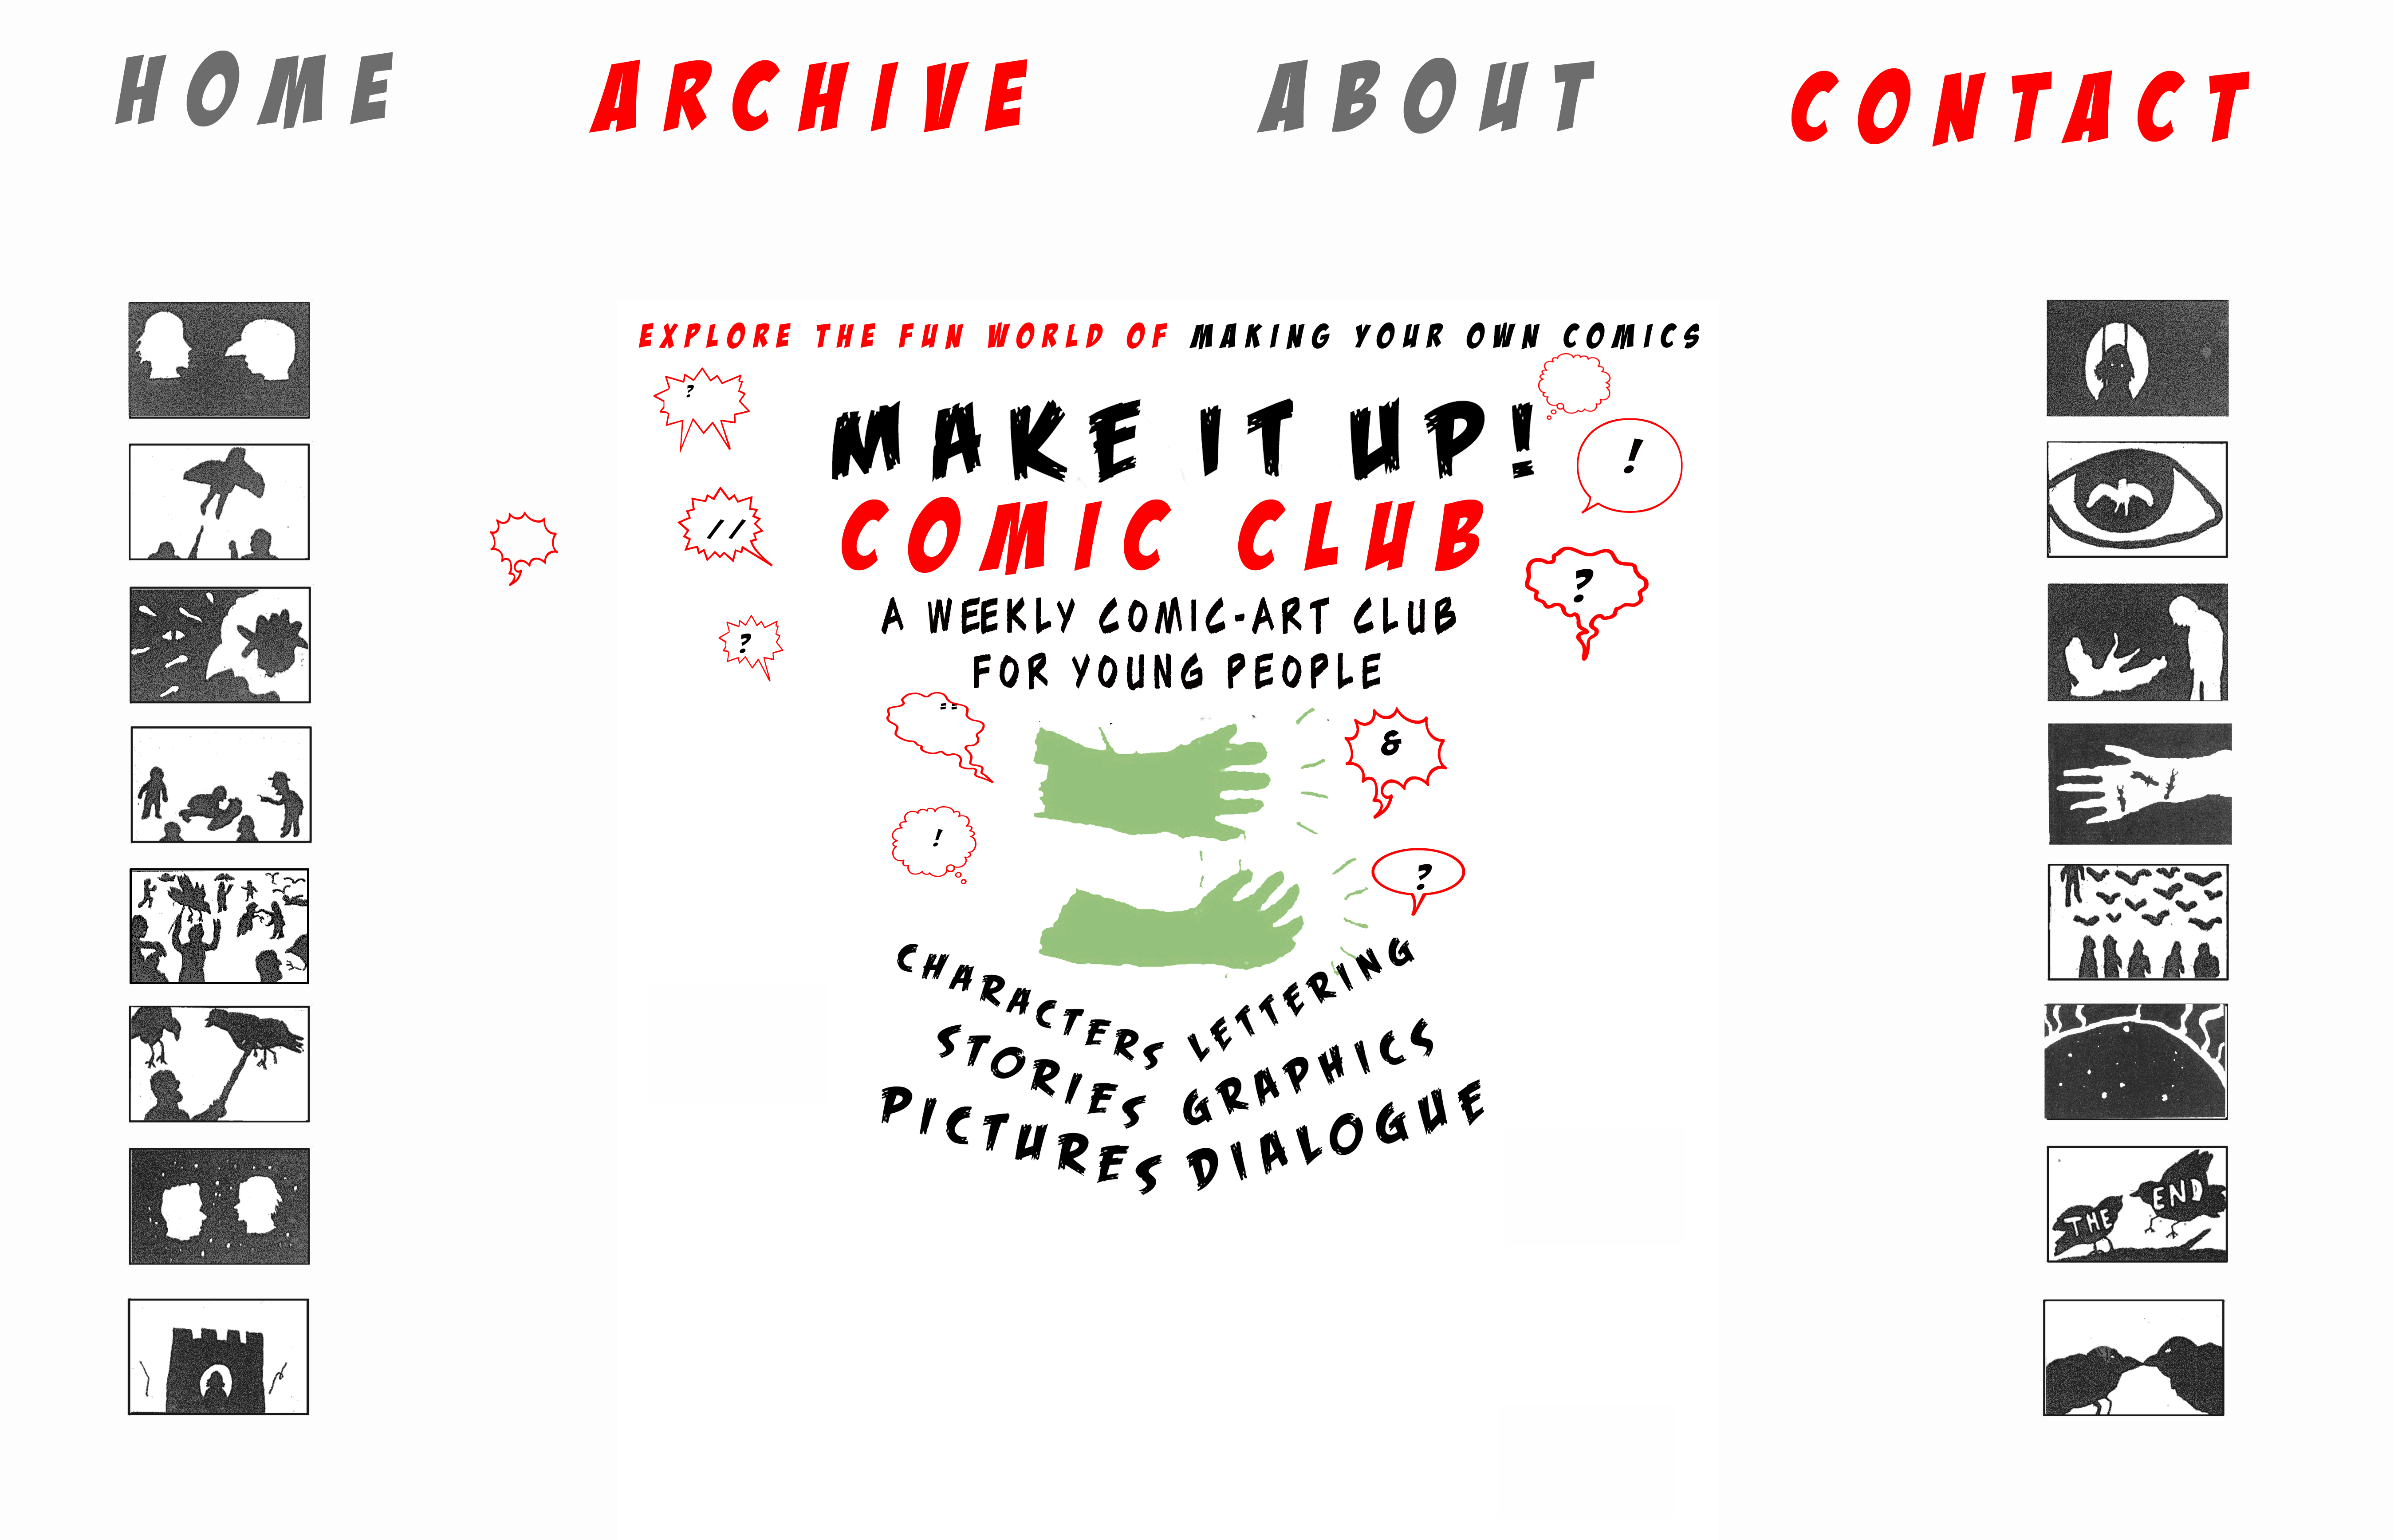 HOME ARCHIVE ABOUT CONTACT
EXPLORE THE FUN WORLD OF MAKING YOUR OWN COMICS
?
MAKE IT UP!
!
COMIC CLUB
//
?
A WEEKLY COMIC-ART CLUB
?
FOR YOUNG PEOPLE
==
&
!
?
CHARACTERS LETTERING
STORIES GRAPHICS
PICTURES DIALOGUE
THE END